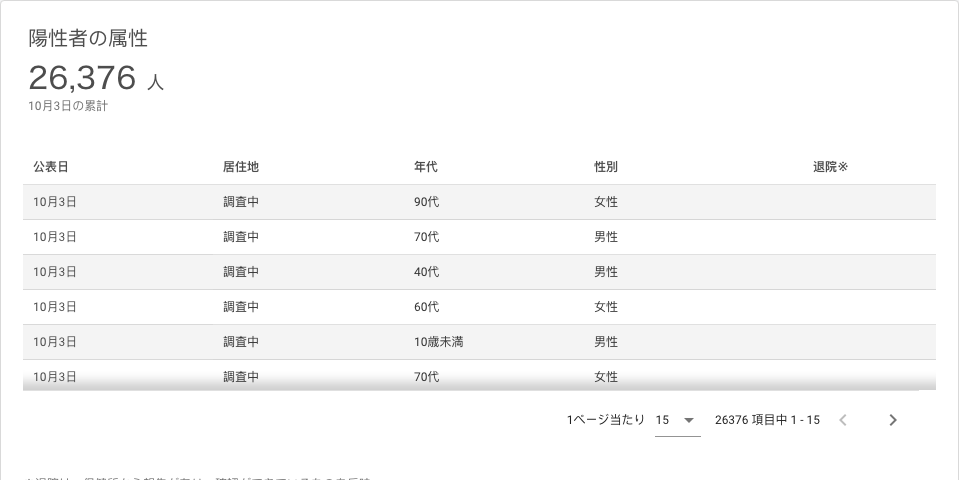 陽性者の属性
26,376 人
10月3日の累計
公表日 居住地 年代 性別 退院※
10月3日 調査中 90代 女性
10月3日 調査中 70代 男性
10月3日 調査中 40代 男性
10月3日 調査中 60代 女性
10月3日 調査中 10歳未満 男性
10月3日 調査中 70代 女性
1ページ当たり 15 26376 項目中 1 - 15